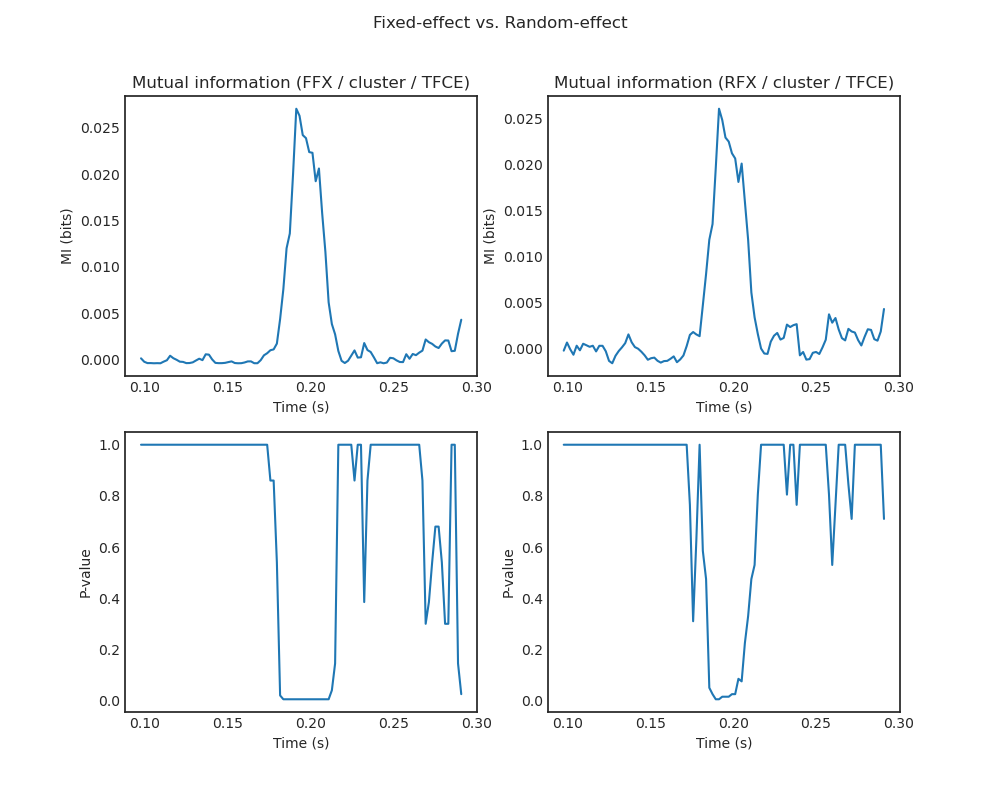 Fixed-effect vs. Random-effect
Mutual information (FFX / cluster / TFCE)
MI (bits)
0.025
0.020
0.015
0.010
0.005
0.000
0.10 0.15 0.20 0.25 0.30
Time (s)
Mutual information (RFX / cluster / TFCE)
MI (bits)
0.025
0.020
0.015
0.010
0.005
0.000
0.10 0.15 0.20 0.25 0.30
Time (s)
P-value
1.0
0.8
0.6
0.4
0.2
0.0
0.10 0.15 0.20 0.25 0.30
Time (s)
P-value
1.0
0.8
0.6
0.4
0.2
0.0
0.10 0.15 0.20 0.25 0.30
Time (s)